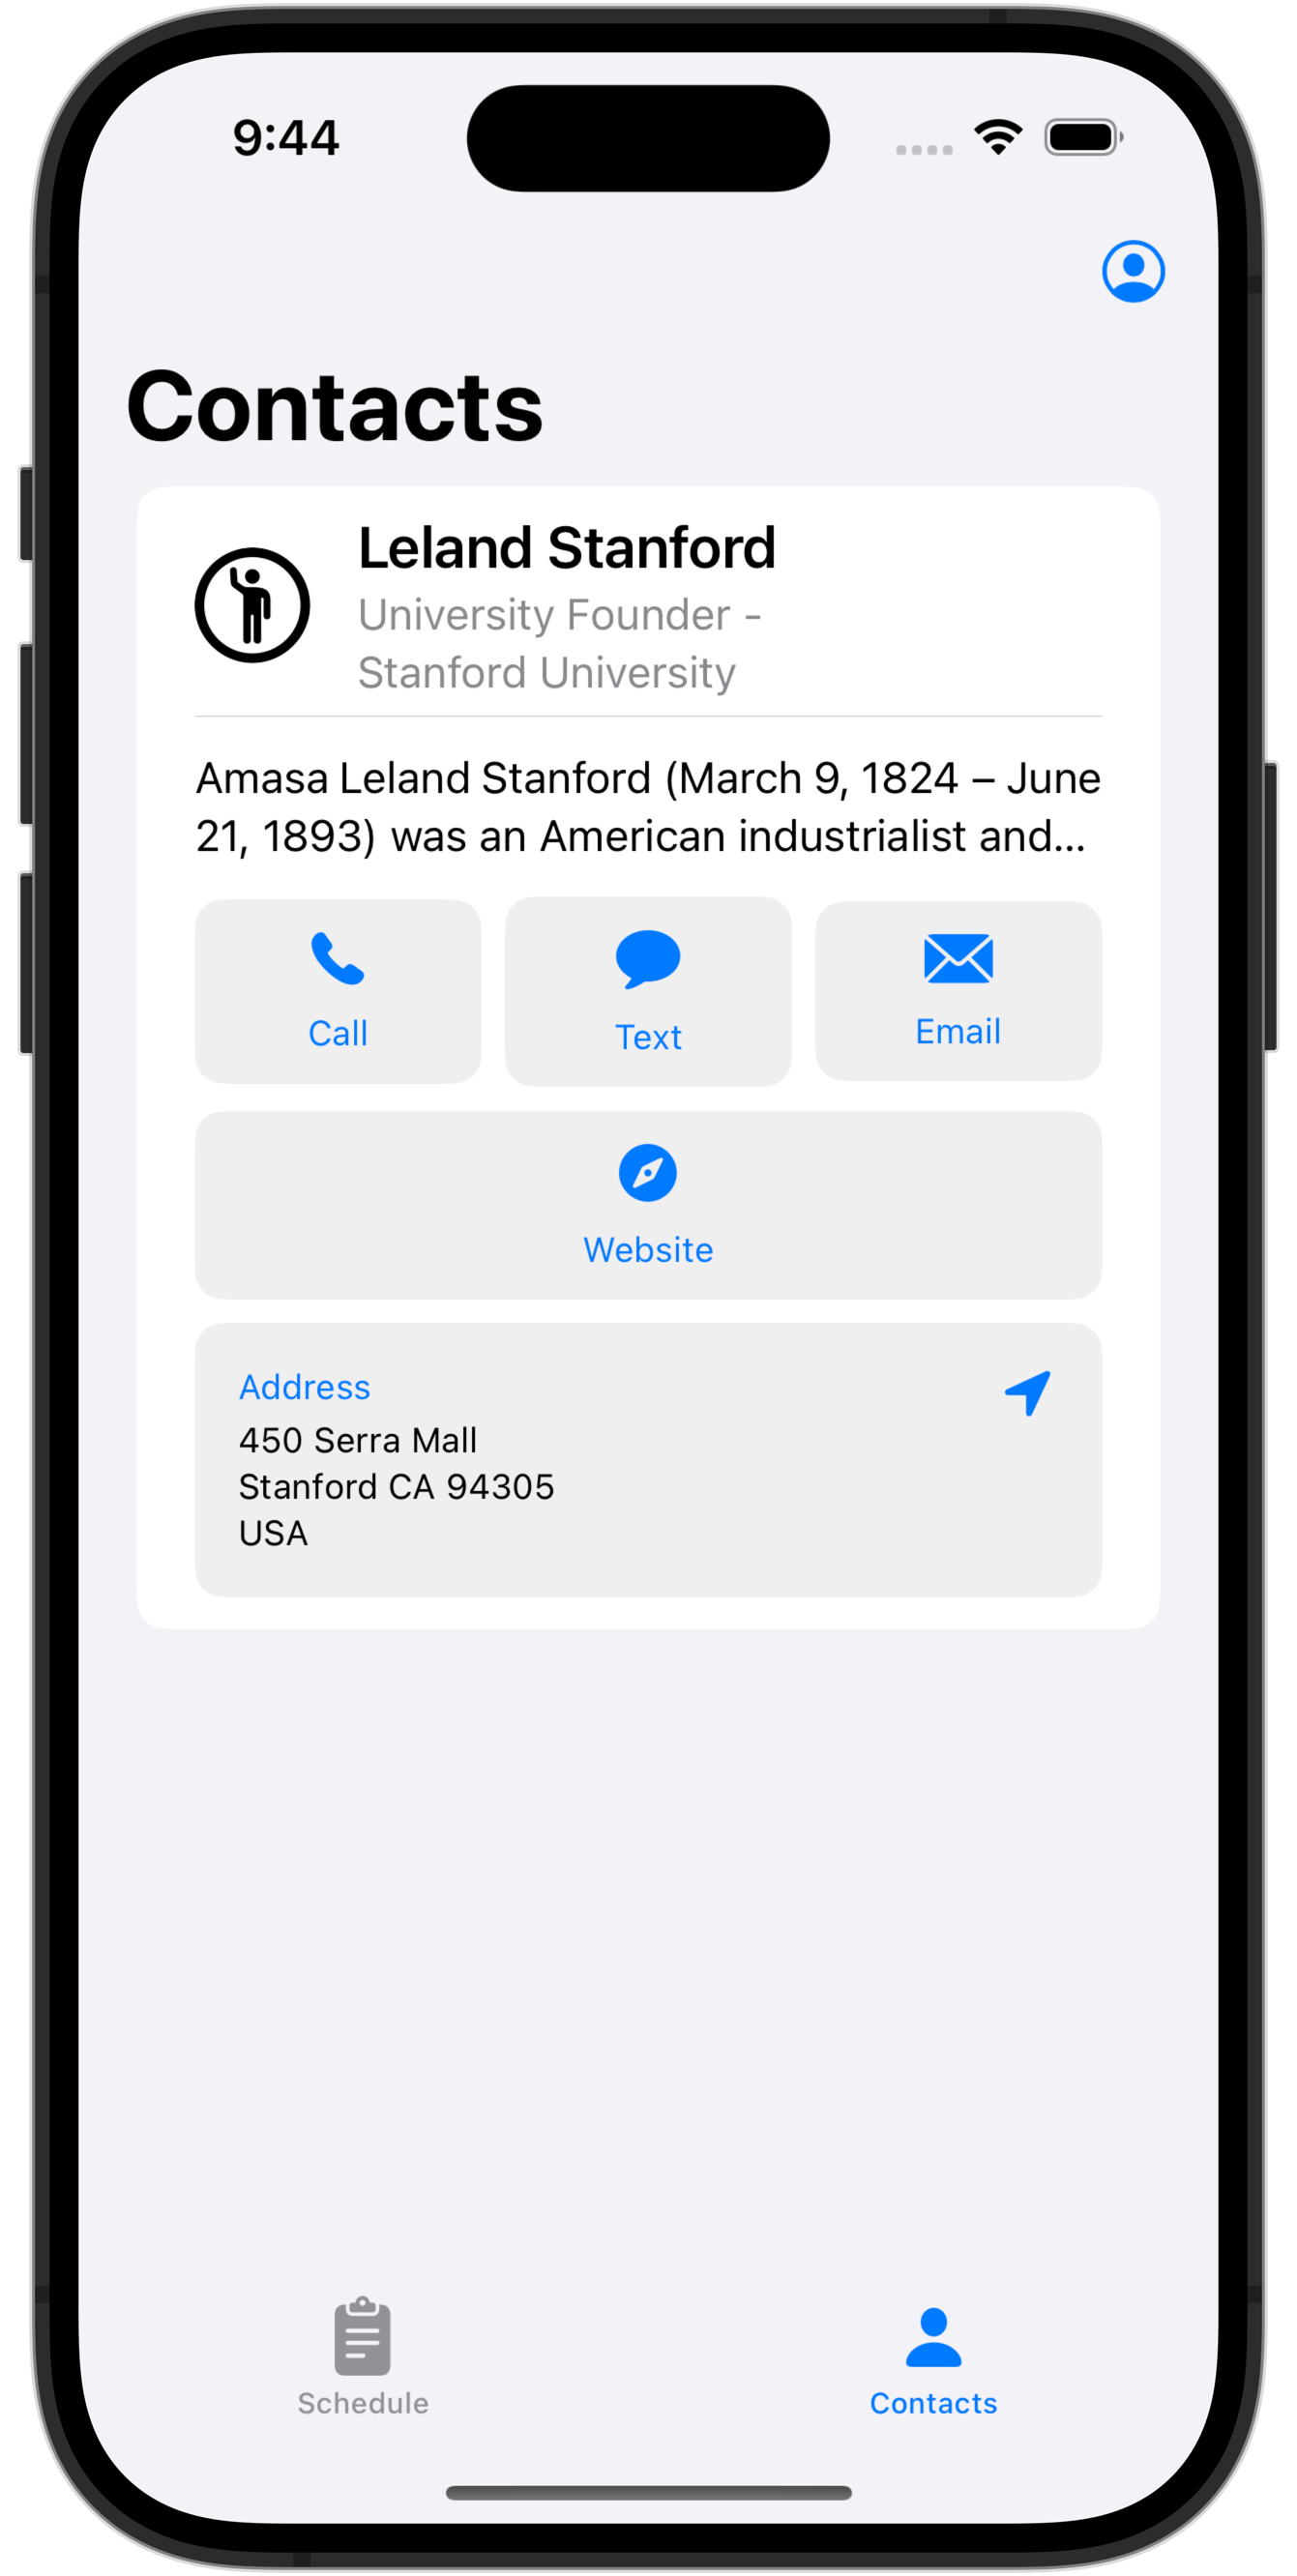 9:44
Contacts
Leland Stanford
University Founder -
Stanford University
Amasa Leland Stanford (March 9, 1824 – June
21, 1893) was an American industrialist and...
Call
Text
Email
Website
Address
450 Serra Mall
Stanford CA 94305
USA
Schedule
Contacts